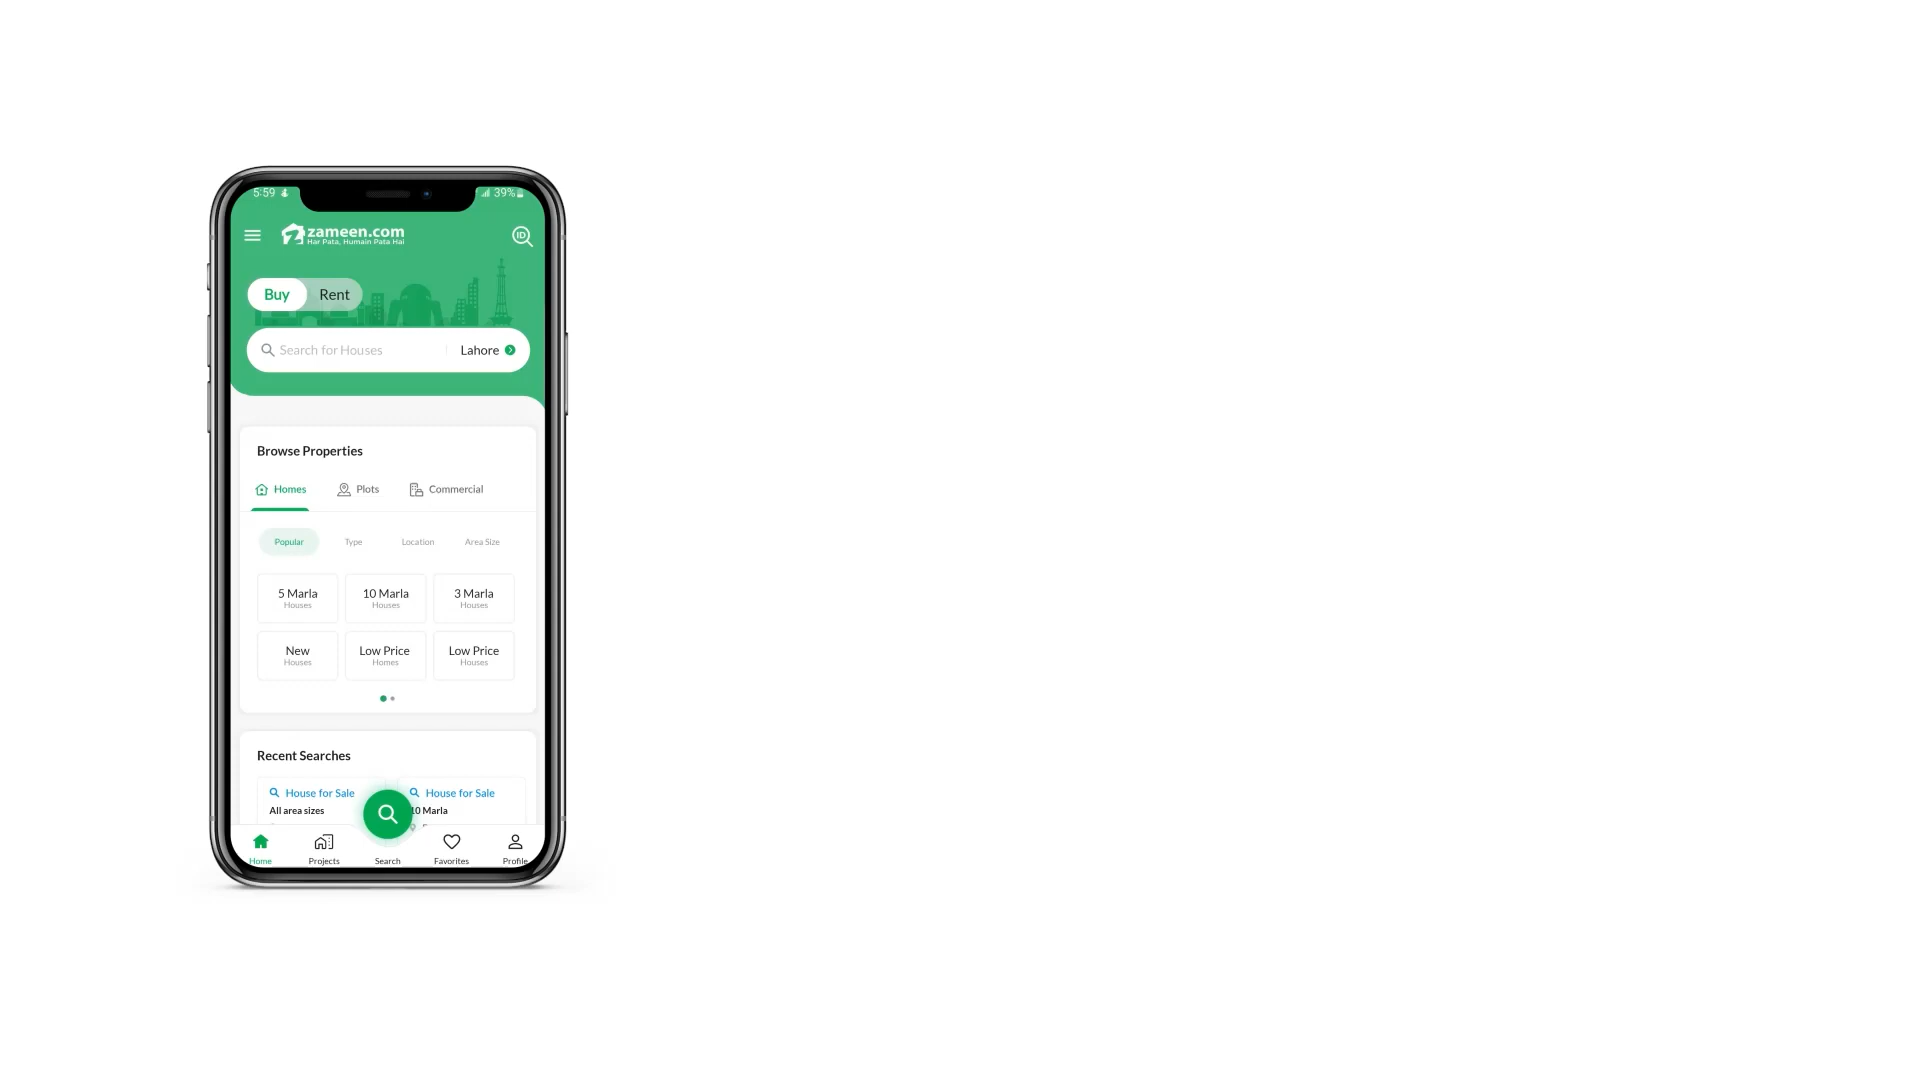 5:59
39%
zameen.com
Har Pata, Humain Pata Hai
ID
Buy Rent
Search for Houses Lahore
Browse Properties
Homes Plots Commercial
Popular Type Location Area Size
5 Marla 10 Marla 3 Marla
Houses Houses Houses
New Low Price Low Price
Houses Homes Houses
Recent Searches
House for Sale House for Sale
All area sizes 10 Marla
Home Projects Search Favorites Profile